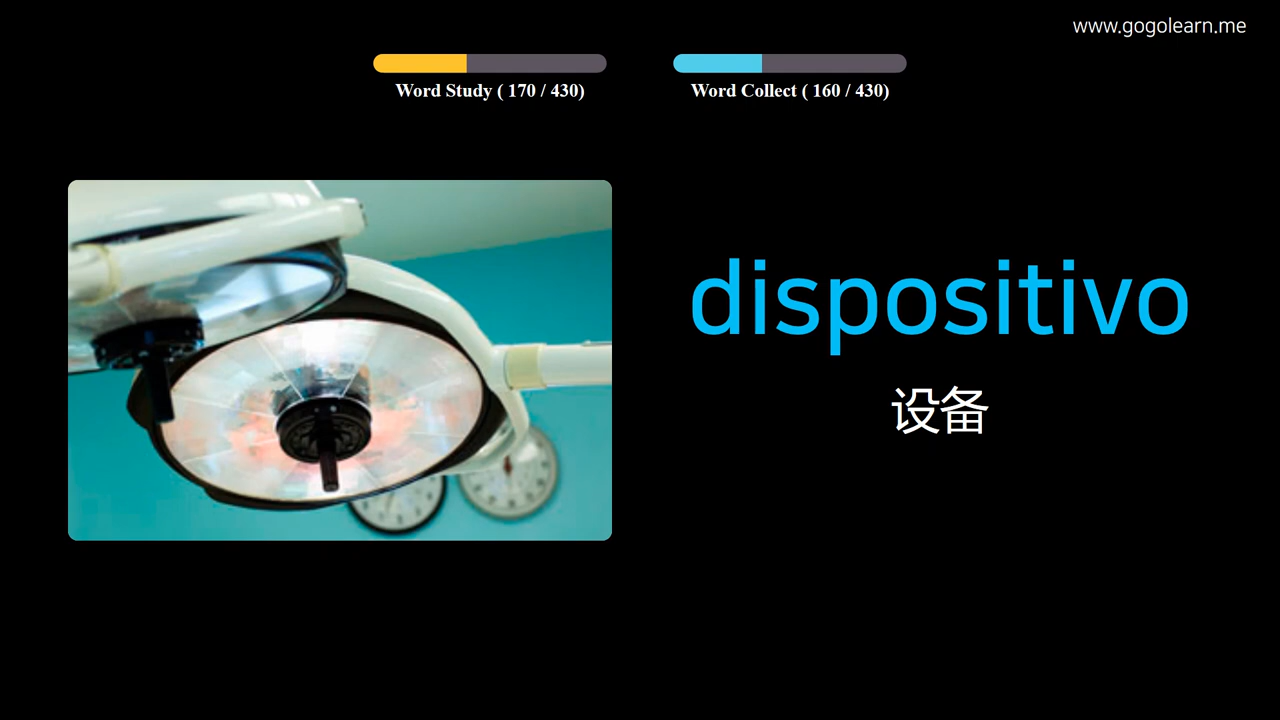 www.gogolearn.me
Word Study ( 170 / 430)
Word Collect ( 160 / 430)
dispositivo
设备